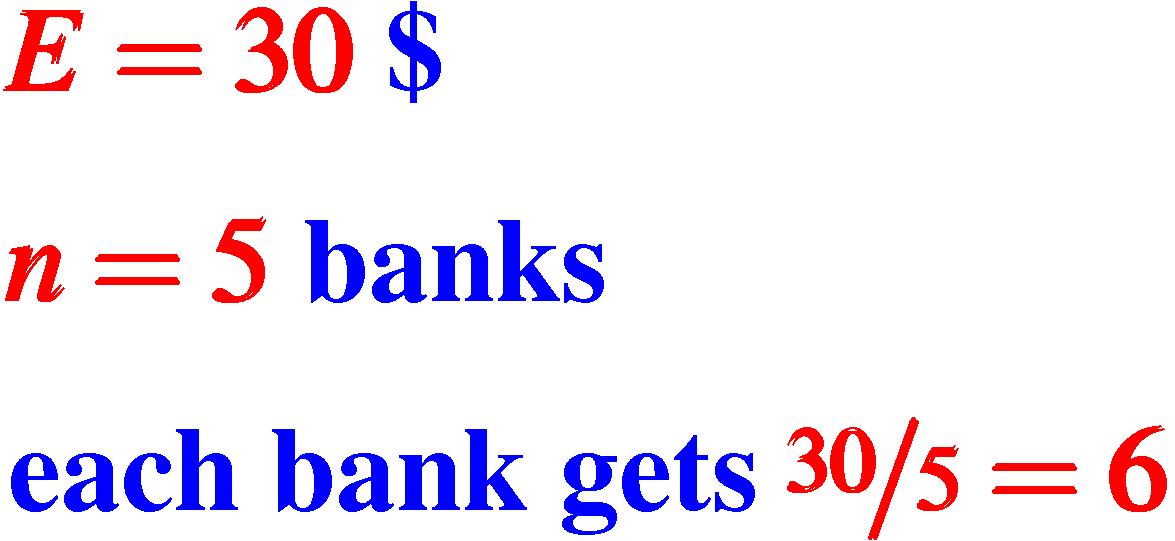 E = 30 $
n = 5 banks
each bank gets 30/5 = 6